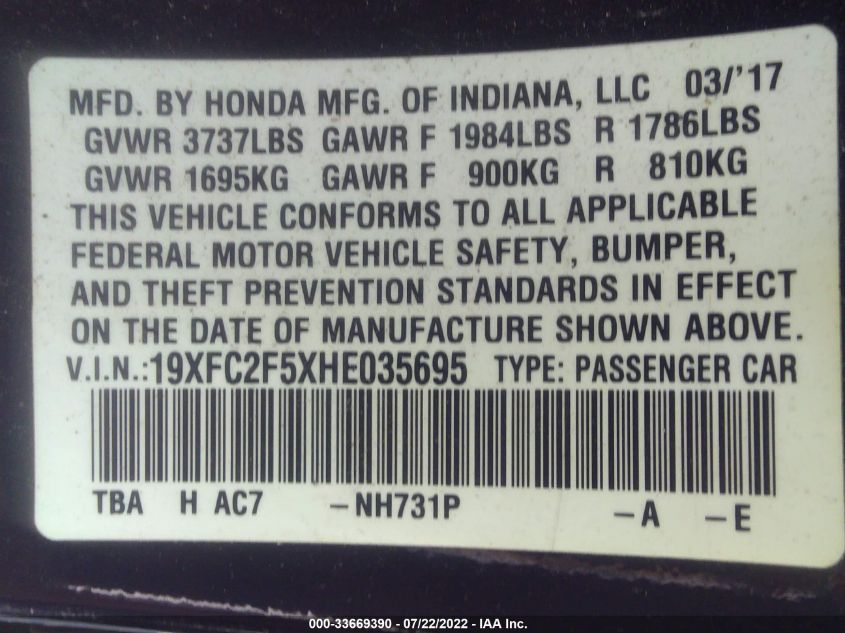 MFD. BY HONDA MFG. OF INDIANA, LLC 03/'17
GVWR 3737LBS GAWR F 1984LBS R 1786LBS
GVWR 1695KG GAWR F 900KG R 810KG
THIS VEHICLE CONFORMS TO ALL APPLICABLE
FEDERAL MOTOR VEHICLE SAFETY, BUMPER,
AND THEFT PREVENTION STANDARDS IN EFFECT
ON THE DATE OF MANUFACTURE SHOWN ABOVE.
V.I.N.:19XFC2F5XHE035695 TYPE: PASSENGER CAR
TBA H AC7 -NH731P -A -E
000-33669390 - 07/22/2022 - IAA Inc.